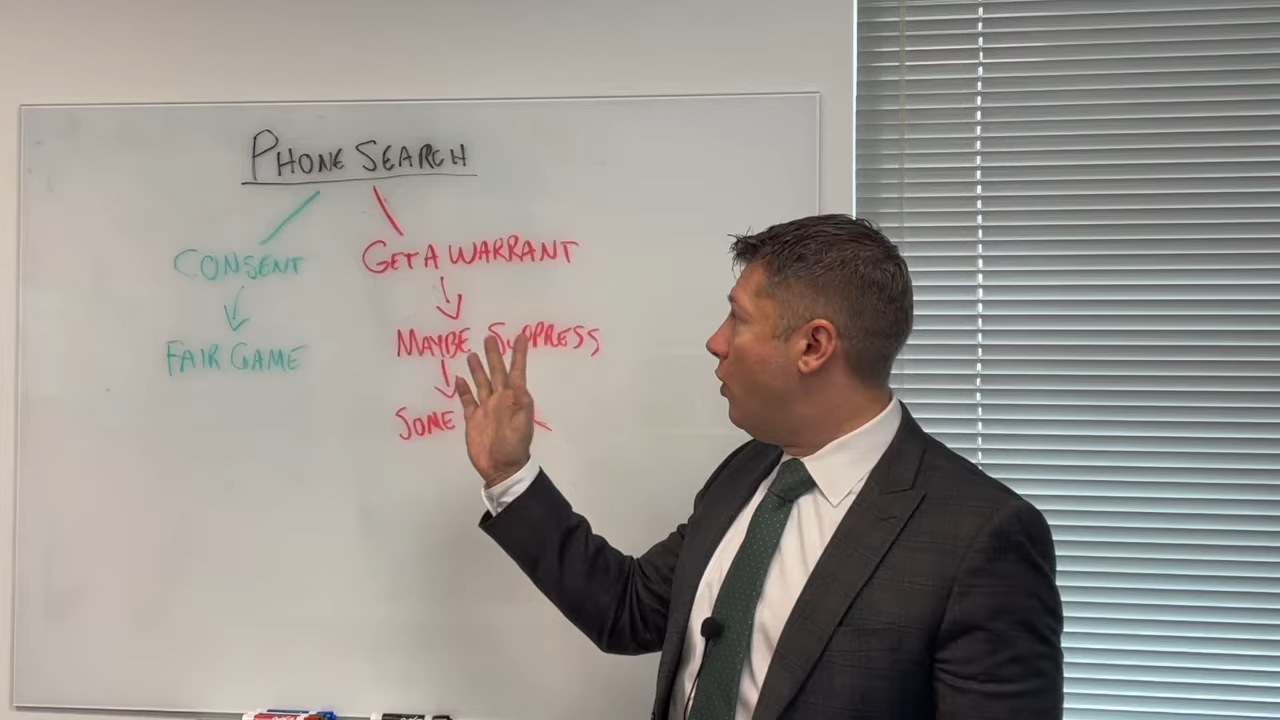 PHONE SEARCH
CONSENT
GET A WARRANT
FAIR GAME
MAYBE SUPPRESS
SOME